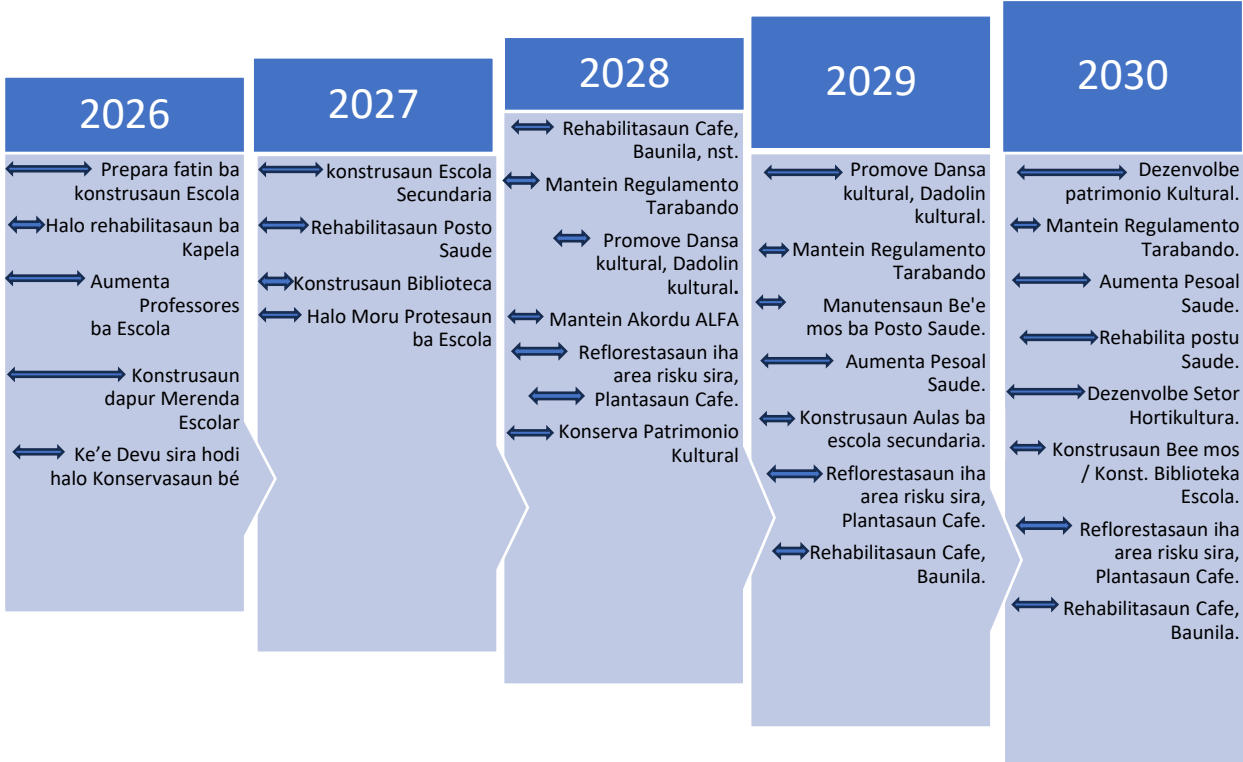 2026
Prepara fatin ba
konstrusaun Escola
Halo rehabilitasaun ba
Kapela
Aumenta
Professores
ba Escola
Konstrusaun
dapur Merenda
Escolar
Ke’e Devu sira hodi
halo Konservasaun bé
2027
konstrusaun Escola
Secundaria
Rehabilitasaun Posto
Saude
Konstrusaun Biblioteca
Halo Moru Protesaun
ba Escola
2028
Rehabilitasaun Cafe,
Baunila, nst.
Mantein Regulamento
Tarabando
Promove Dansa
kultural, Dadolin
kultural.
Mantein Akordu ALFA
Reflorestasaun iha
area risku sira,
Plantasaun Cafe.
Konserva Patrimonio
Kultural
2029
Promove Dansa
kultural, Dadolin
kultural.
Mantein Regulamento
Tarabando
Manutensaun Be'e
mos ba Posto Saude.
Aumenta Pesoal
Saude.
Konstrusaun Aulas ba
escola secundaria.
Reflorestasaun iha
area risku sira,
Plantasaun Cafe.
Rehabilitasaun Cafe,
Baunila.
2030
Dezenvolbe
patrimonio Kultural.
Mantein Regulamento
Tarabando.
Aumenta Pesoal
Saude.
Rehabilita postu
Saude.
Dezenvolbe Setor
Hortikultura.
Konstrusaun Bee mos
/ Konst. Biblioteka
Escola.
Reflorestasaun iha
area risku sira,
Plantasaun Cafe.
Rehabilitasaun Cafe,
Baunila.